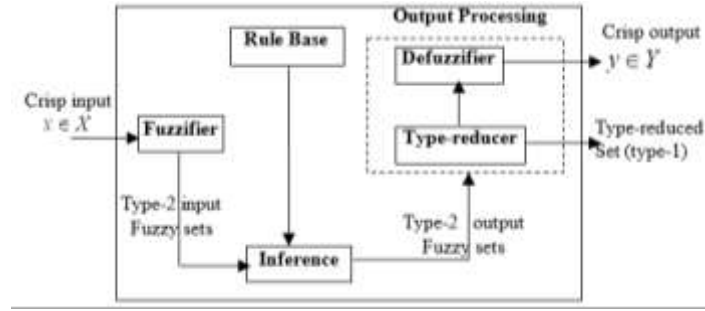 Output Processing
Rule Base
Defuzzifier
Crisp output
y ∈ Y
Crisp input
x ∈ X
Fuzzifier
Type-reducer
Type-reduced
Set (type-1)
Type-2 input
Fuzzy sets
Type-2 output
Fuzzy sets
Inference